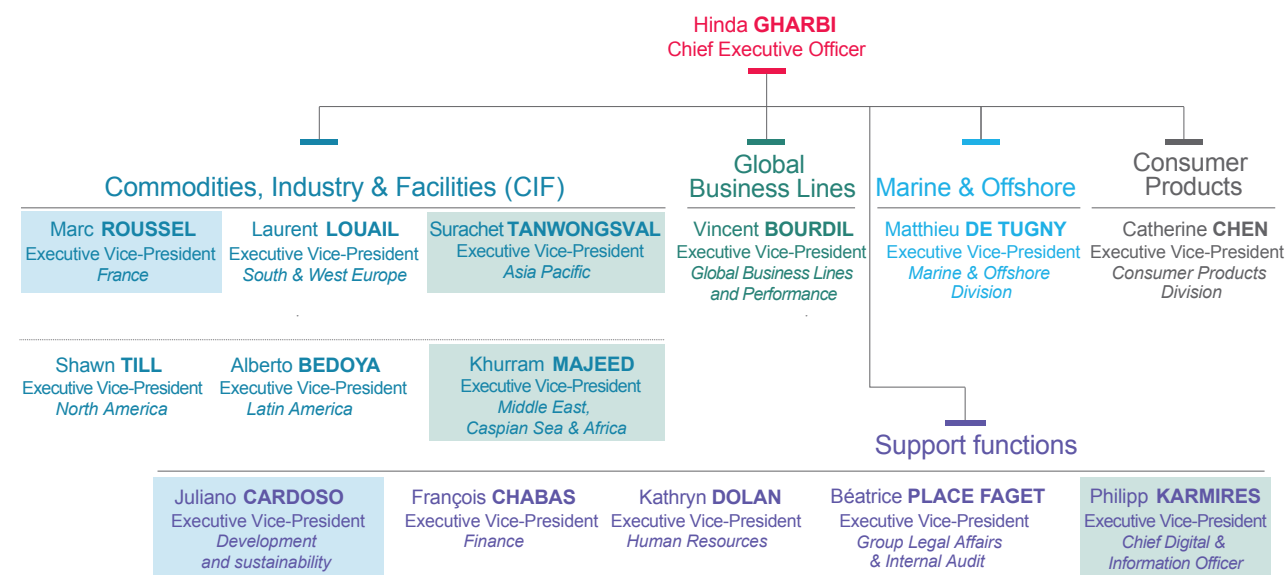 Hinda GHARBI
Chief Executive Officer
Commodities, Industry & Facilities (CIF)
Marc ROUSSEL
Executive Vice-President
France
Laurent LOUAIL
Executive Vice-President
South & West Europe
Surachet TANWONGSVAL
Executive Vice-President
Asia Pacific
Shawn TILL
Executive Vice-President
North America
Alberto BEDOYA
Executive Vice-President
Latin America
Khurram MAJEED
Executive Vice-President
Middle East,
Caspian Sea & Africa
Global
Business Lines
Vincent BOURDIL
Executive Vice-President
Global Business Lines
and Performance
Marine & Offshore
Matthieu DE TUGNY
Executive Vice-President
Marine & Offshore
Division
Consumer
Products
Catherine CHEN
Executive Vice-President
Consumer Products
Division
Support functions
Juliano CARDOSO
Executive Vice-President
Development
and sustainability
François CHABAS
Executive Vice-President
Finance
Kathryn DOLAN
Executive Vice-President
Human Resources
Béatrice PLACE FAGET
Executive Vice-President
Group Legal Affairs
& Internal Audit
Philipp KARMIRES
Executive Vice-President
Chief Digital &
Information Officer